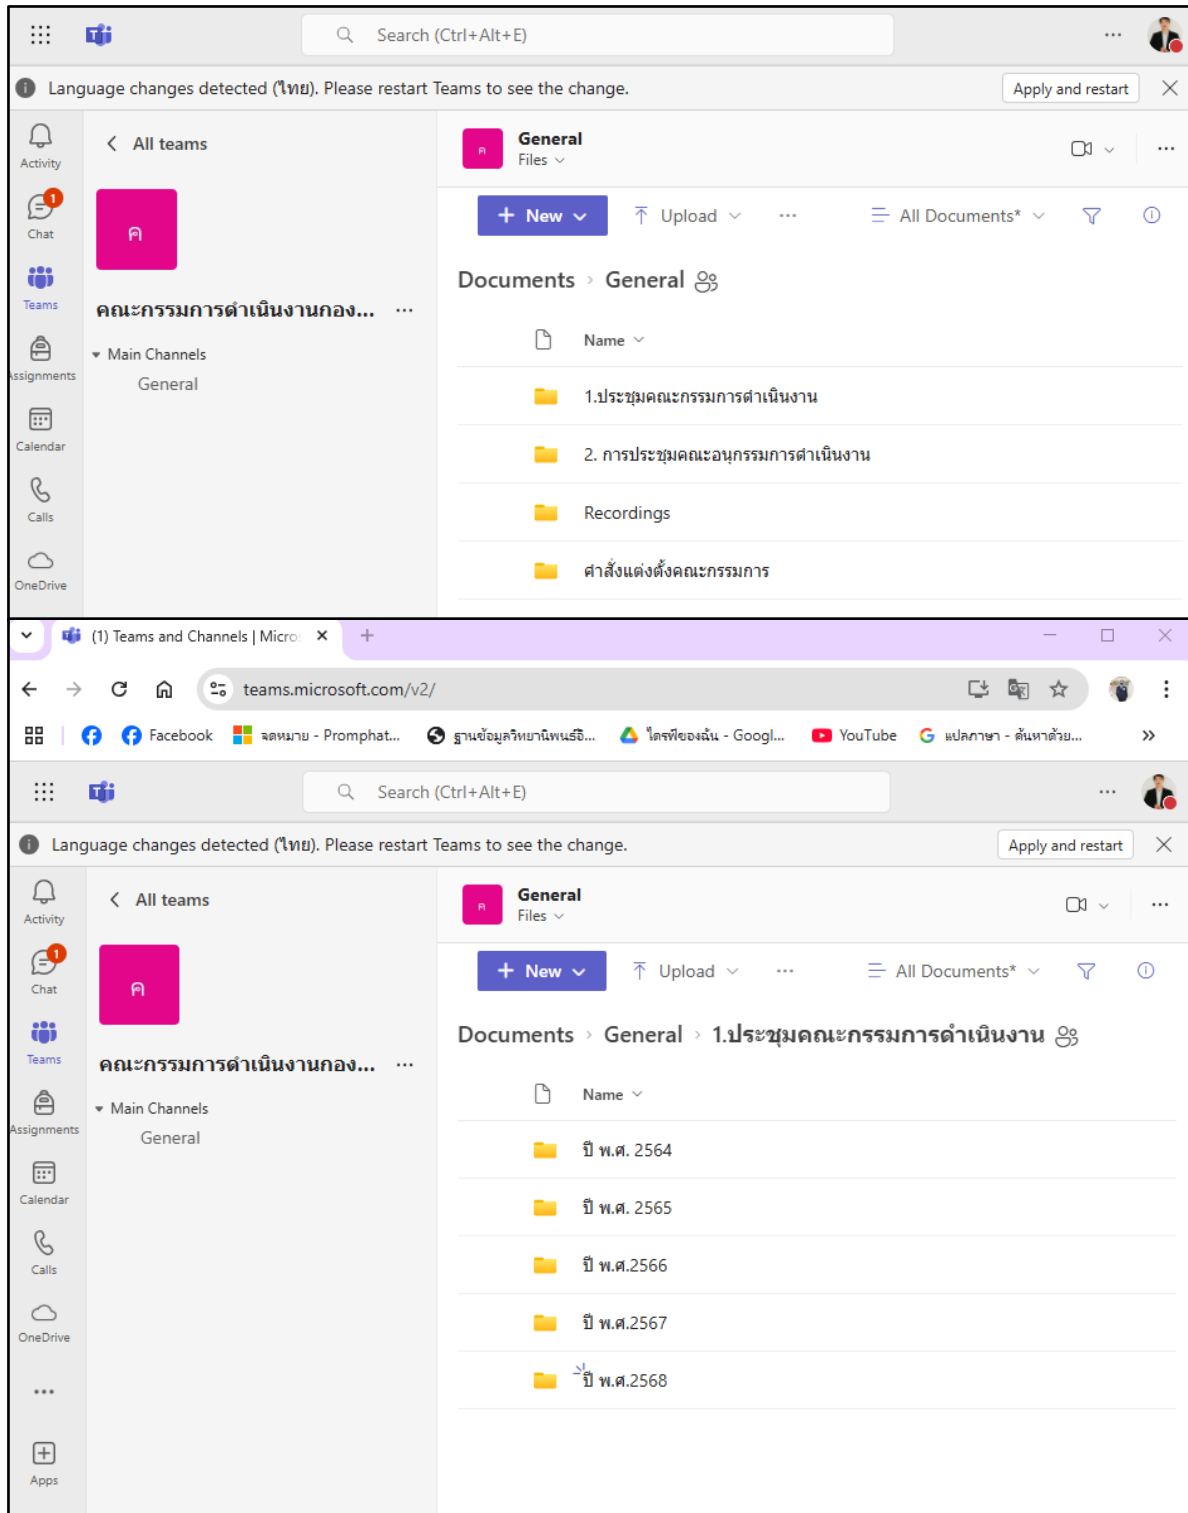 Search (Ctrl+Alt+E)
Language changes detected (ไทย). Please restart Teams to see the change.
Apply and restart
Activity
1
Chat
Teams
Assignments
Calendar
Calls
OneDrive
All teams
ค
คณะกรรมการดำเนินงานกอง...
Main Channels
General
ค
General
Files
+ New
Upload
All Documents*
Documents > General
Name
1.ประชุมคณะกรรมการดำเนินงาน
2. การประชุมคณะอนุกรรมการดำเนินงาน
Recordings
คำสั่งแต่งตั้งคณะกรรมการ
(1) Teams and Channels | Micro
teams.microsoft.com/v2/
Facebook
จดหมาย - Promphat...
ฐานข้อมูลวิทยานิพนธ์อิ...
ไดรฟ์ของฉัน - Googl...
YouTube
แปลภาษา - ค้นหาด้วย...
Search (Ctrl+Alt+E)
Language changes detected (ไทย). Please restart Teams to see the change.
Apply and restart
Activity
1
Chat
Teams
Assignments
Calendar
Calls
OneDrive
Apps
All teams
ค
คณะกรรมการดำเนินงานกอง...
Main Channels
General
ค
General
Files
+ New
Upload
All Documents*
Documents > General > 1.ประชุมคณะกรรมการดำเนินงาน
Name
ปี พ.ศ. 2564
ปี พ.ศ. 2565
ปี พ.ศ.2566
ปี พ.ศ.2567
ปี พ.ศ.2568